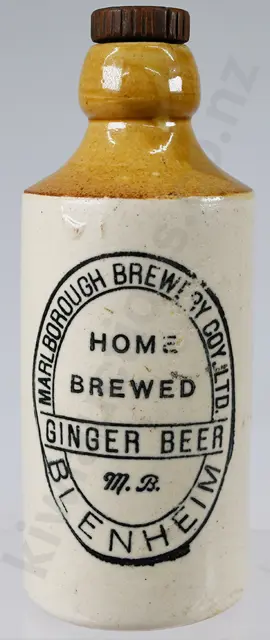 MARLBOROUGH BREWERY COY. LTD.
HOME
BREWED
GINGER BEER
M. B.
BLENHEIM